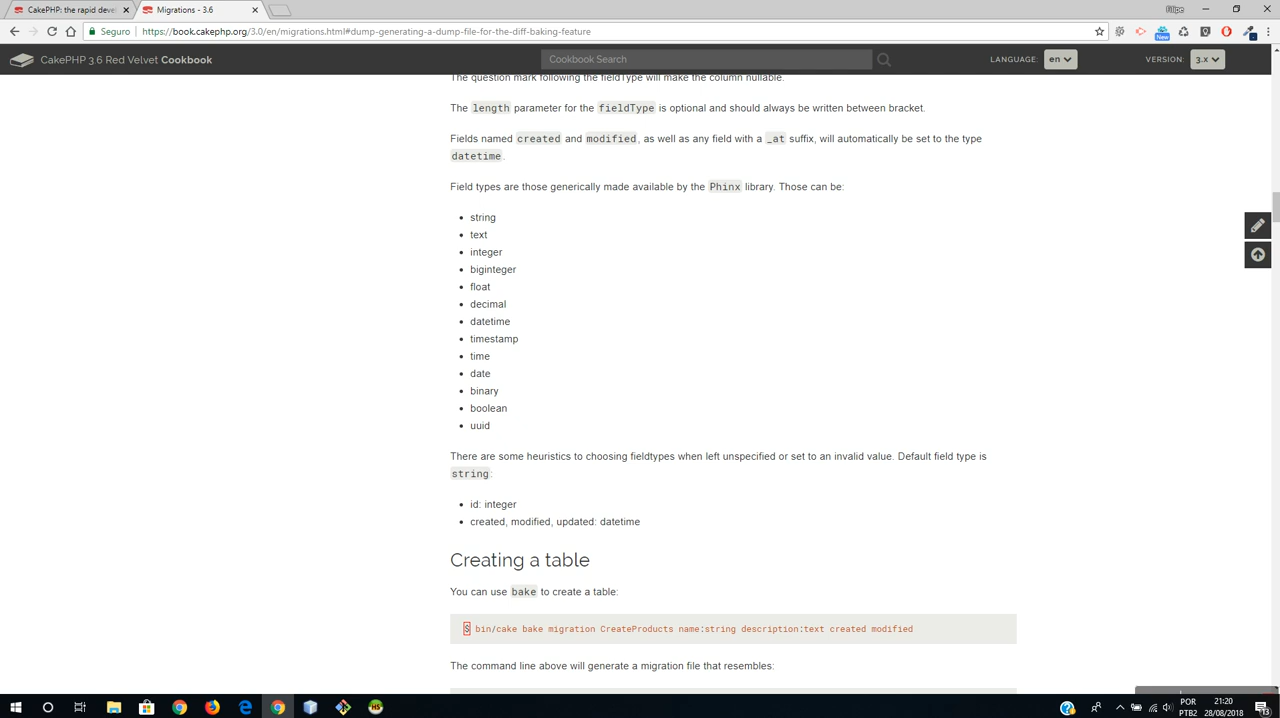 CakePHP: the rapid deve
Migrations - 3.6
filipe
Seguro
https://book.cakephp.org/3.0/en/migrations.html#dump-generating-a-dump-file-for-the-diff-baking-feature
New
CakePHP 3.6 Red Velvet Cookbook
Cookbook Search
LANGUAGE:
en
VERSION:
3.x
The question mark following the fieldType will make the column nullable.
The length parameter for the fieldType is optional and should always be written between bracket.
Fields named created and modified, as well as any field with a _at suffix, will automatically be set to the type
datetime.
Field types are those generically made available by the Phinx library. Those can be:
string
text
integer
biginteger
float
decimal
datetime
timestamp
time
date
binary
boolean
uuid
There are some heuristics to choosing fieldtypes when left unspecified or set to an invalid value. Default field type is
string:
id: integer
created, modified, updated: datetime
Creating a table
You can use bake to create a table:
$ bin/cake bake migration CreateProducts name:string description:text created modified
The command line above will generate a migration file that resembles:
HS
POR
PTB2
21:20
28/08/2018
13